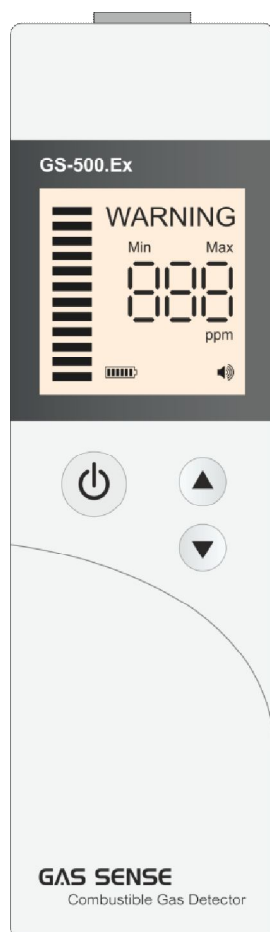 GS-500.Ex
WARNING
Min Max
888
ppm
GAS SENSE
Combustible Gas Detector